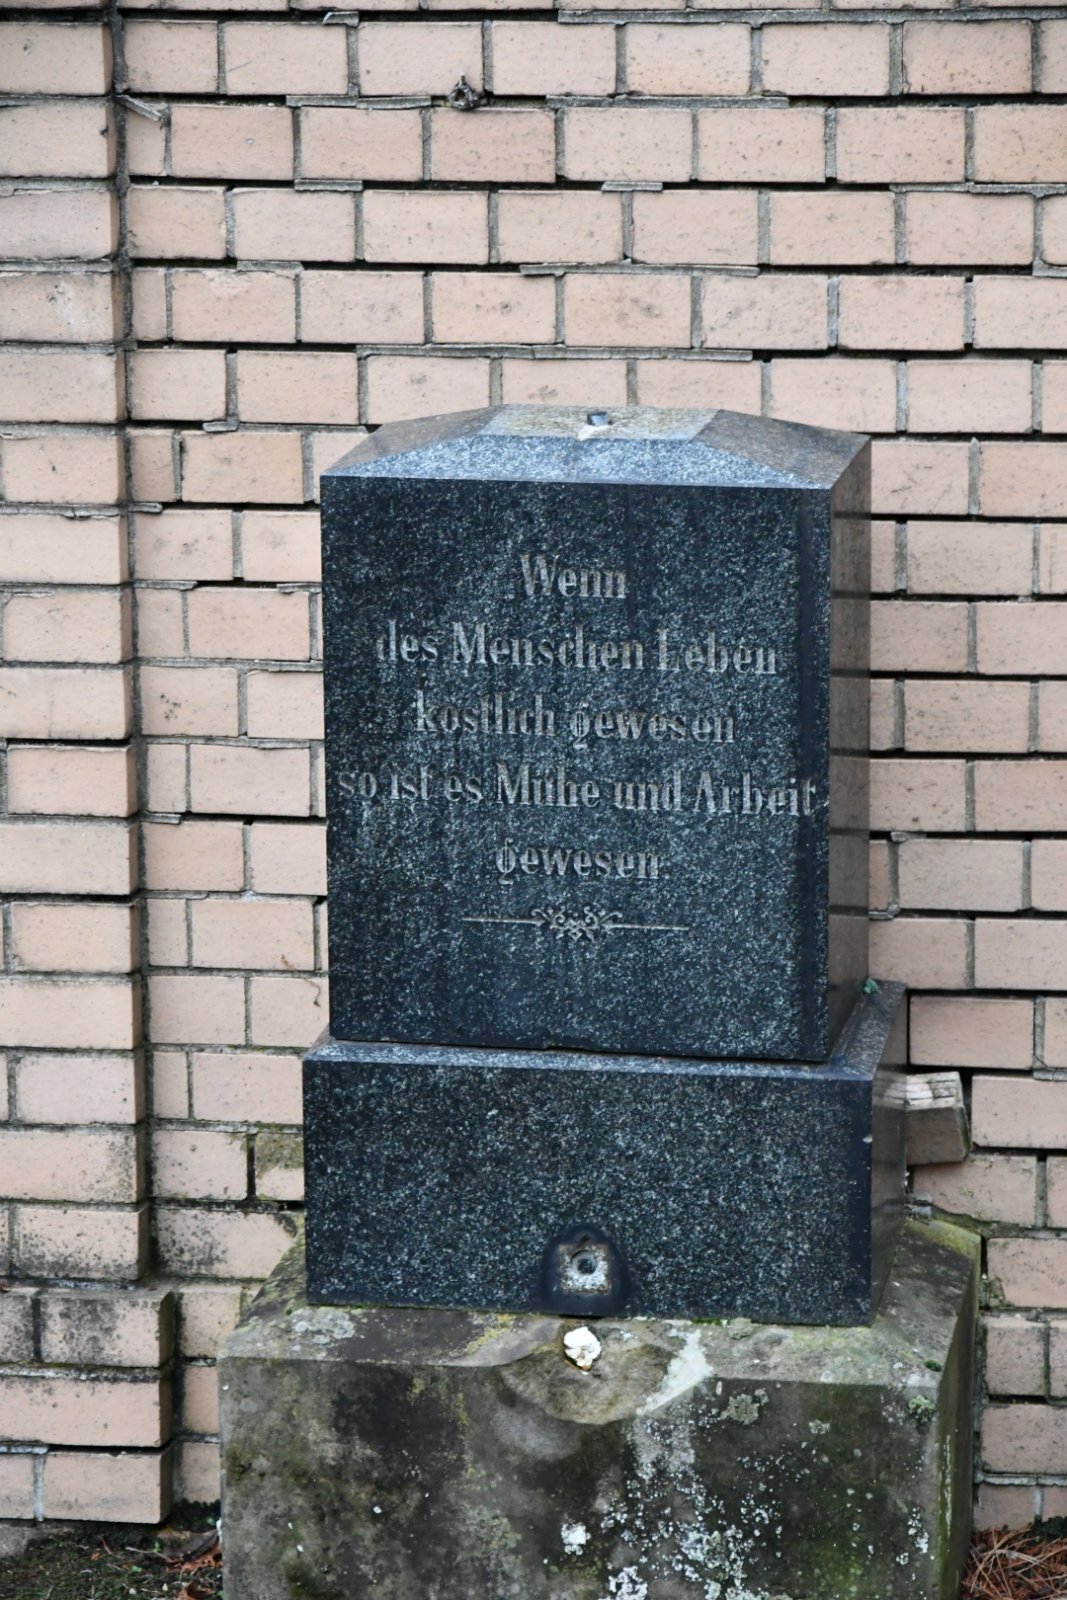 Wenn
des Menschen Leben
köstlich gewesen
so ist es Mühe und Arbeit
gewesen